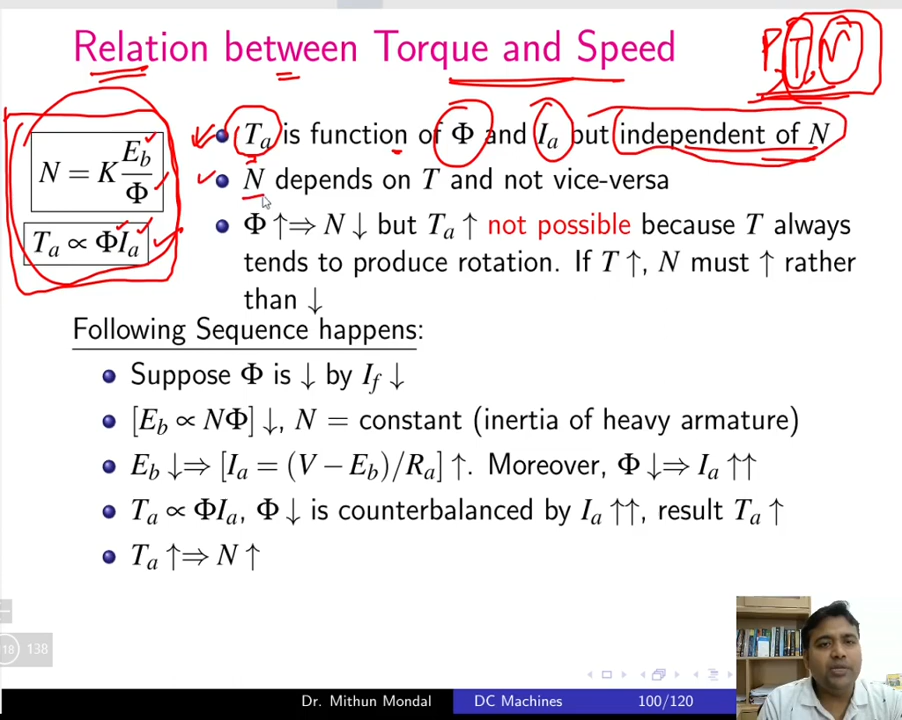 Relation between Torque and Speed
P T N
N = K E_b/Φ
T_a ∝ ΦI_a
T_a is function of Φ and I_a but independent of N
N depends on T and not vice-versa
Φ ↑⇒ N ↓ but T_a ↑ not possible because T always
tends to produce rotation. If T ↑, N must ↑ rather
than ↓
Following Sequence happens:
Suppose Φ is ↓ by I_f ↓
[E_b ∝ NΦ] ↓, N = constant (inertia of heavy armature)
E_b ↓⇒ [I_a = (V − E_b)/R_a] ↑. Moreover, Φ ↓⇒ I_a ↑↑
T_a ∝ ΦI_a, Φ ↓ is counterbalanced by I_a ↑↑, result T_a ↑
T_a ↑⇒ N ↑
18 138
Dr. Mithun Mondal DC Machines 100/120